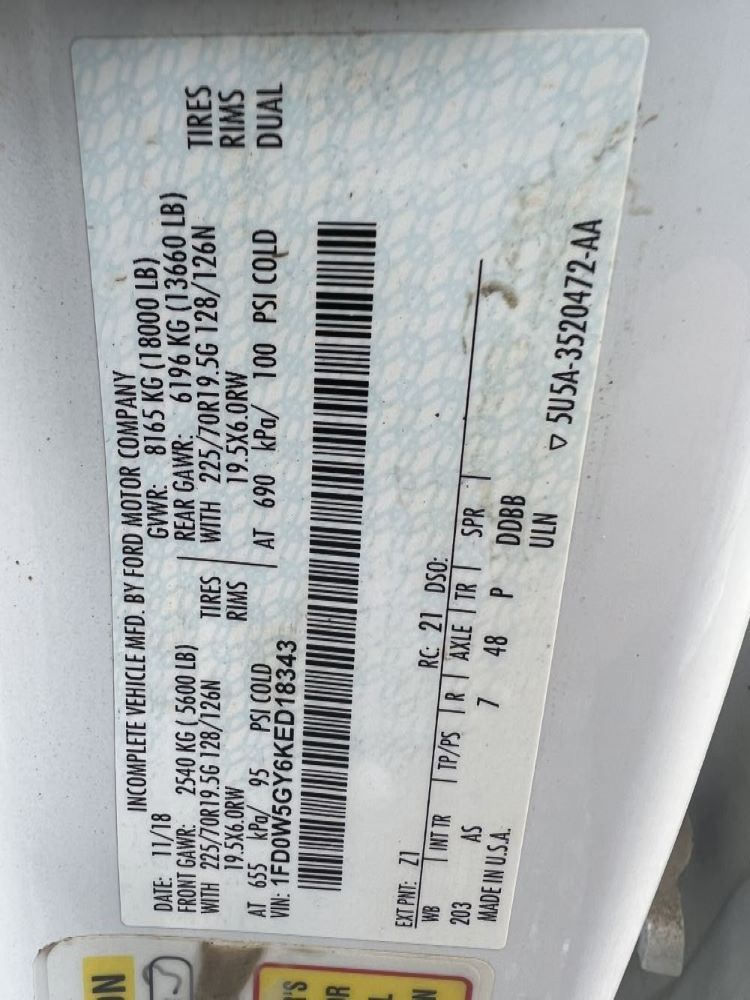 INCOMPLETE VEHICLE MFD. BY FORD MOTOR COMPANY
DATE: 11/18 GVWR: 8165 KG (18000 LB)
FRONT GAWR: 2540 KG ( 5600 LB) REAR GAWR: 6196 KG (13660 LB)
WITH 225/70R19.5G 128/126N TIRES WITH 225/70R19.5G 128/126N TIRES
19.5X6.0RW RIMS 19.5X6.0RW RIMS
AT 655 kPa/ 95 PSI COLD AT 690 kPa/ 100 PSI COLD DUAL
VIN: 1FD0W5GY6KED18343
EXT PNT: Z1 RC: 21 DSO:
WB INT TR TP/PS R AXLE TR SPR
203 AS 7 48 P DDBB
MADE IN U.S.A. ULN
▽ 5U5A-3520472-AA